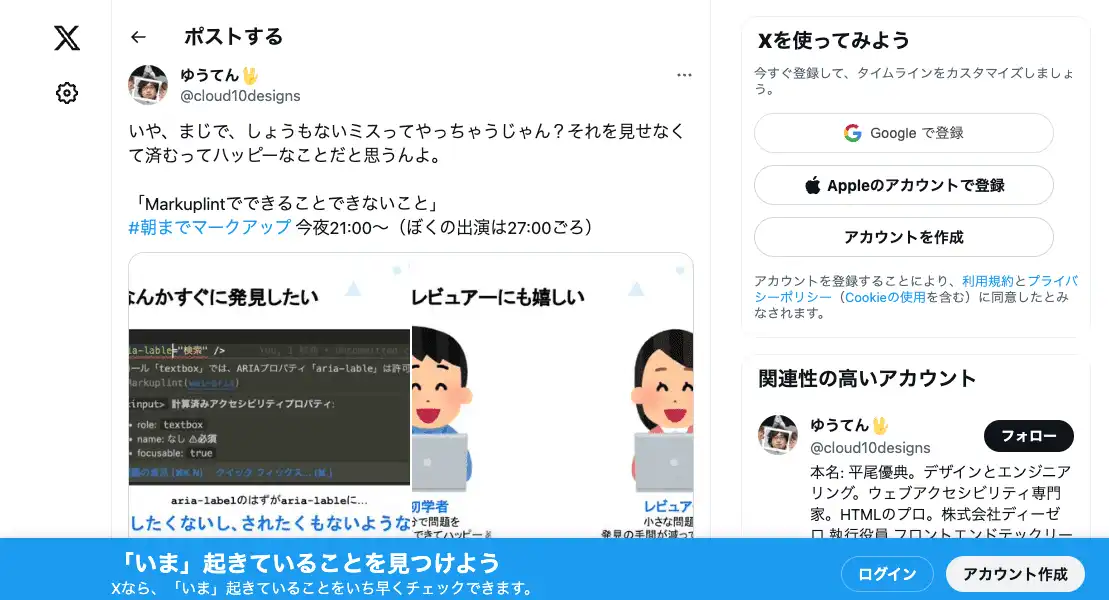 ポストする
ゆうてん🖖
@cloud10designs
いや、まじで、しょうもないミスってやっちゃうじゃん？それを見せなく
て済むってハッピーなことだと思うんよ。
「Markuplintでできることできないこと」
#朝までマークアップ 今夜21:00〜（ぼくの出演は27:00ごろ）
なんかすぐに発見したい
ia-lable="検索" />
You, 1 秒前 • Uncommitted
ール「textbox」では、ARIAプロパティ「aria-lable」は許可
Markuplint(wai-aria)
<input> 計算済みアクセシビリティプロパティ:
• role: textbox
• name: なし ⚠必須
• focusable: true
クイック フィックス...
aria-labelのはずがaria-lableに...
したくないし、されたくもないような
レビュアーにも嬉しい
初学者
分で問題を
できてハッピー✌
レビュア
小さな問題
発見の手間が減って
Xを使ってみよう
今すぐ登録して、タイムラインをカスタマイズしましょ
う。
Google で登録
Appleのアカウントで登録
アカウントを作成
アカウントを登録することにより、利用規約とプライバ
シーポリシー（Cookieの使用を含む）に同意したとみ
なされます。
関連性の高いアカウント
ゆうてん🖖
@cloud10designs
フォロー
本名: 平尾優典。デザインとエンジニア
リング。ウェブアクセシビリティ専門
家。HTMLのプロ。株式会社ディーゼ
ロ 執行役員 フロントエンドテックリー
「いま」起きていることを見つけよう
Xなら、「いま」起きていることをいち早くチェックできます。
ログイン
アカウント作成